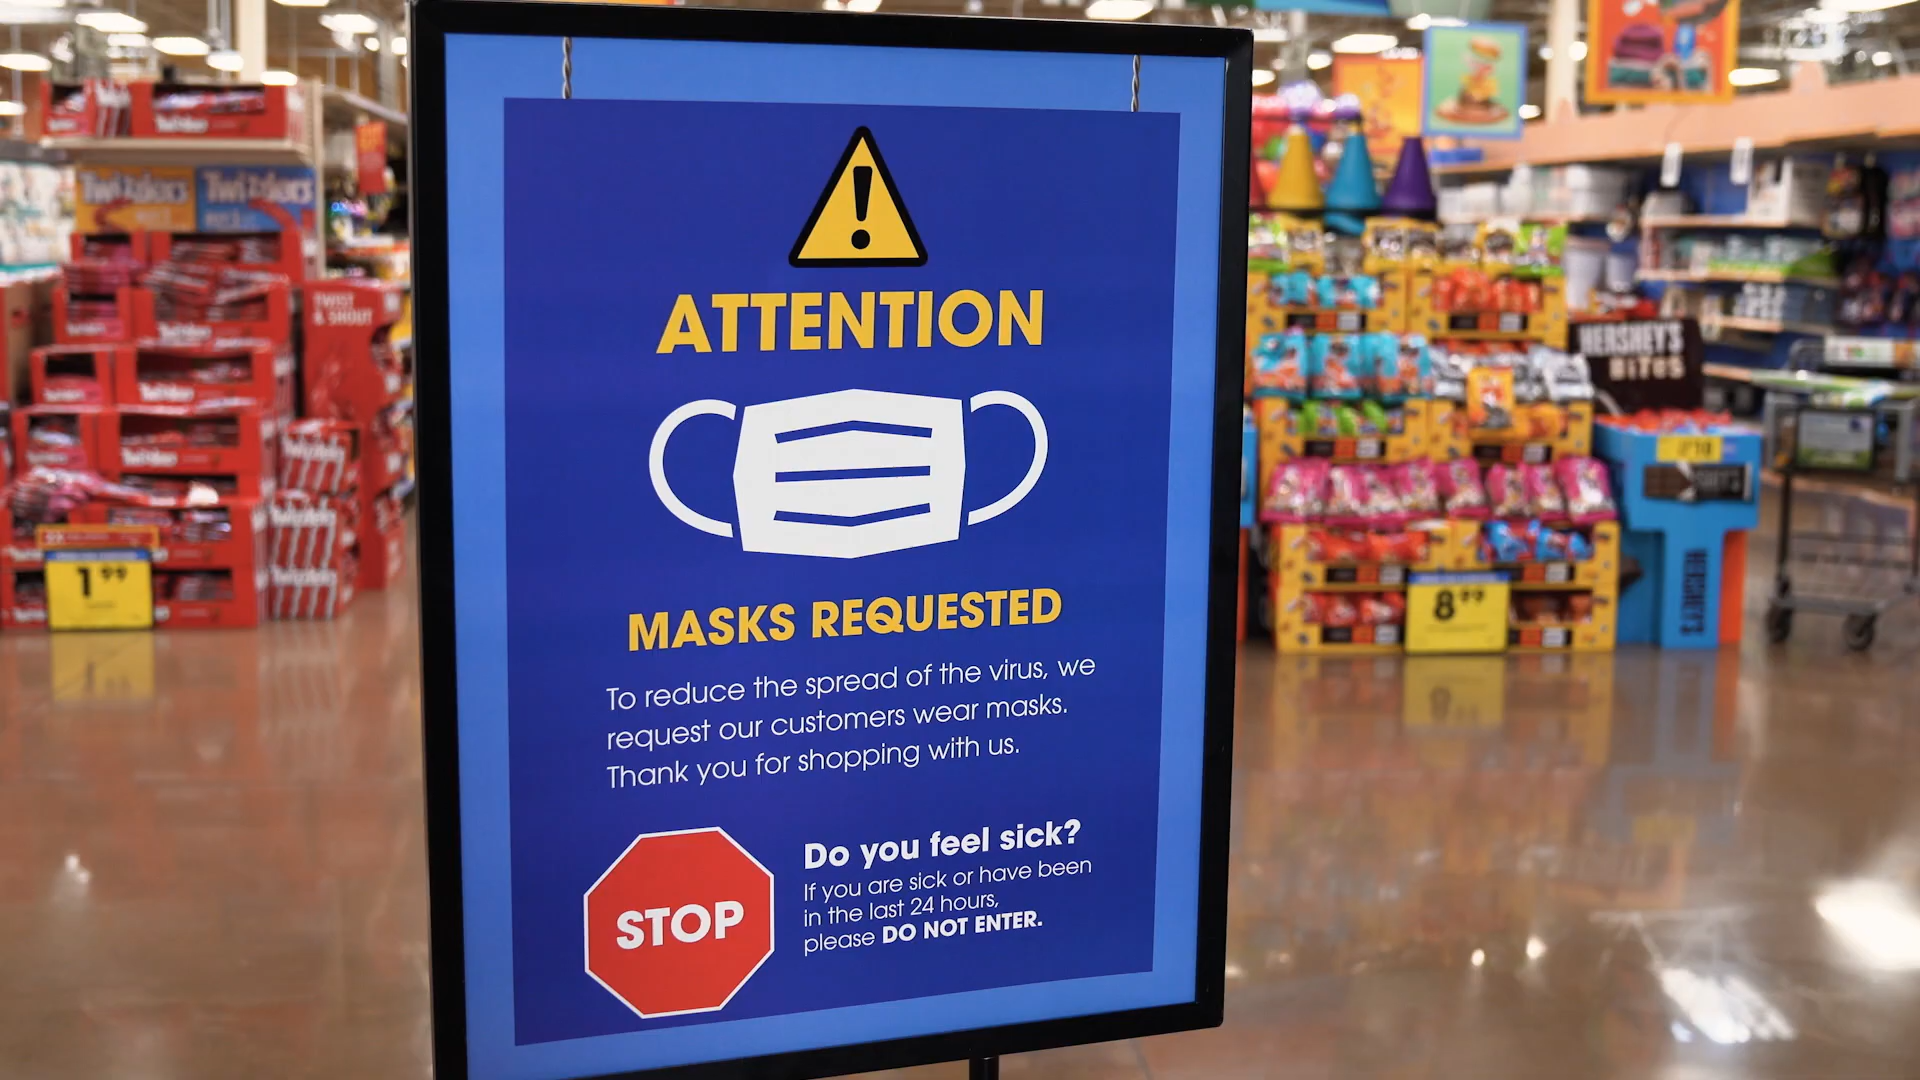 ATTENTION
MASKS REQUESTED
To reduce the spread of the virus, we
request our customers wear masks.
Thank you for shopping with us.
STOP
Do you feel sick?
If you are sick or have been
in the last 24 hours,
please DO NOT ENTER.
Twizzlers
Twizzlers
TWIST
& SHOUT
1 99
HERSHEY'S
BITES
8 99
HERSHEY'S